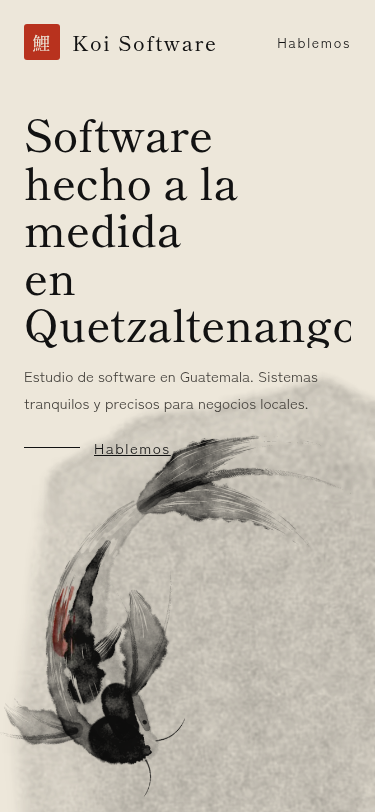 鯉 Koi Software
Hablemos
Software
hecho a la
medida
en
Quetzaltenango
Estudio de software en Guatemala. Sistemas
tranquilos y precisos para negocios locales.
Hablemos